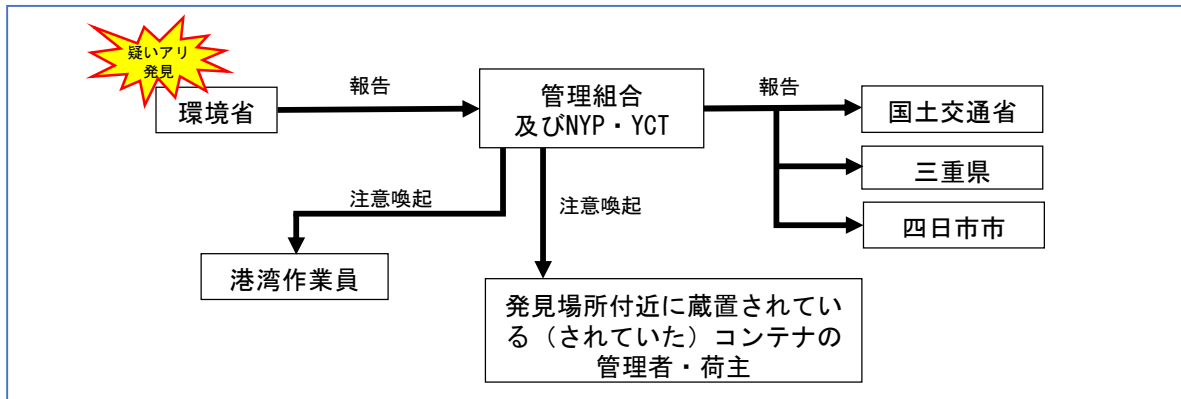 疑いアリ
発見
環境省
報告
管理組合
及びNYP・YCT
報告
国土交通省
三重県
四日市市
注意喚起
注意喚起
港湾作業員
発見場所付近に蔵置されてい
る（されていた）コンテナの
管理者・荷主